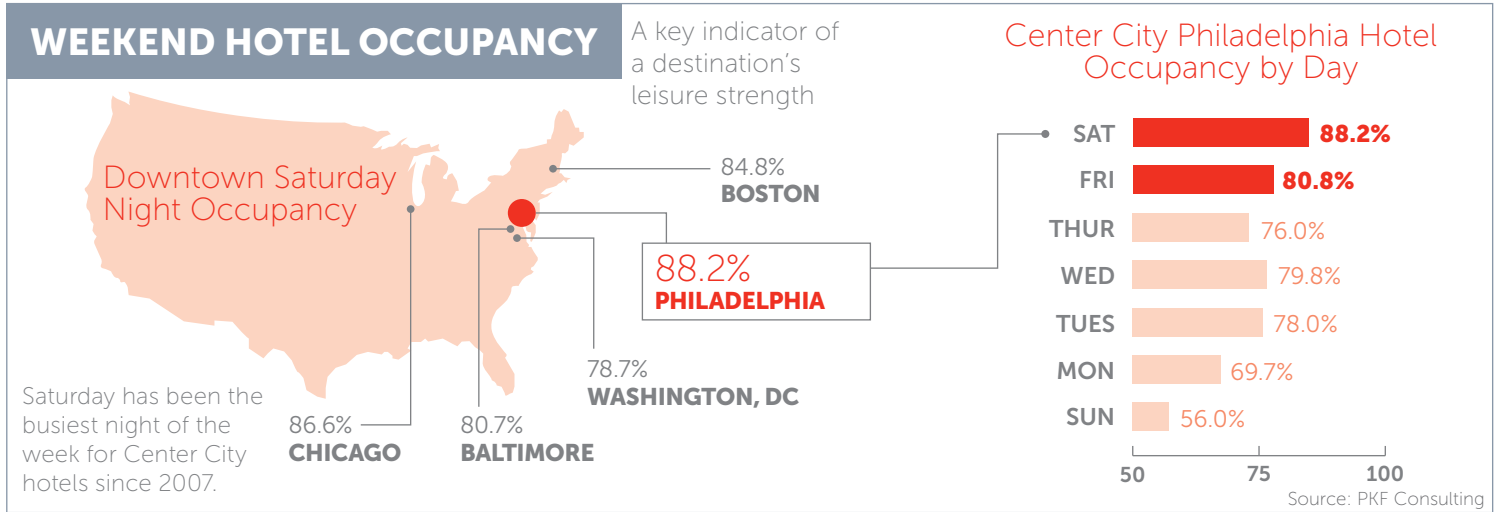 WEEKEND HOTEL OCCUPANCY
A key indicator of
a destination’s
leisure strength
Downtown Saturday
Night Occupancy
84.8%
BOSTON
88.2%
PHILADELPHIA
78.7%
WASHINGTON, DC
80.7%
BALTIMORE
86.6%
CHICAGO
Saturday has been the
busiest night of the
week for Center City
hotels since 2007.
Center City Philadelphia Hotel
Occupancy by Day
SAT 88.2%
FRI 80.8%
THUR 76.0%
WED 79.8%
TUES 78.0%
MON 69.7%
SUN 56.0%
50 75 100
Source: PKF Consulting